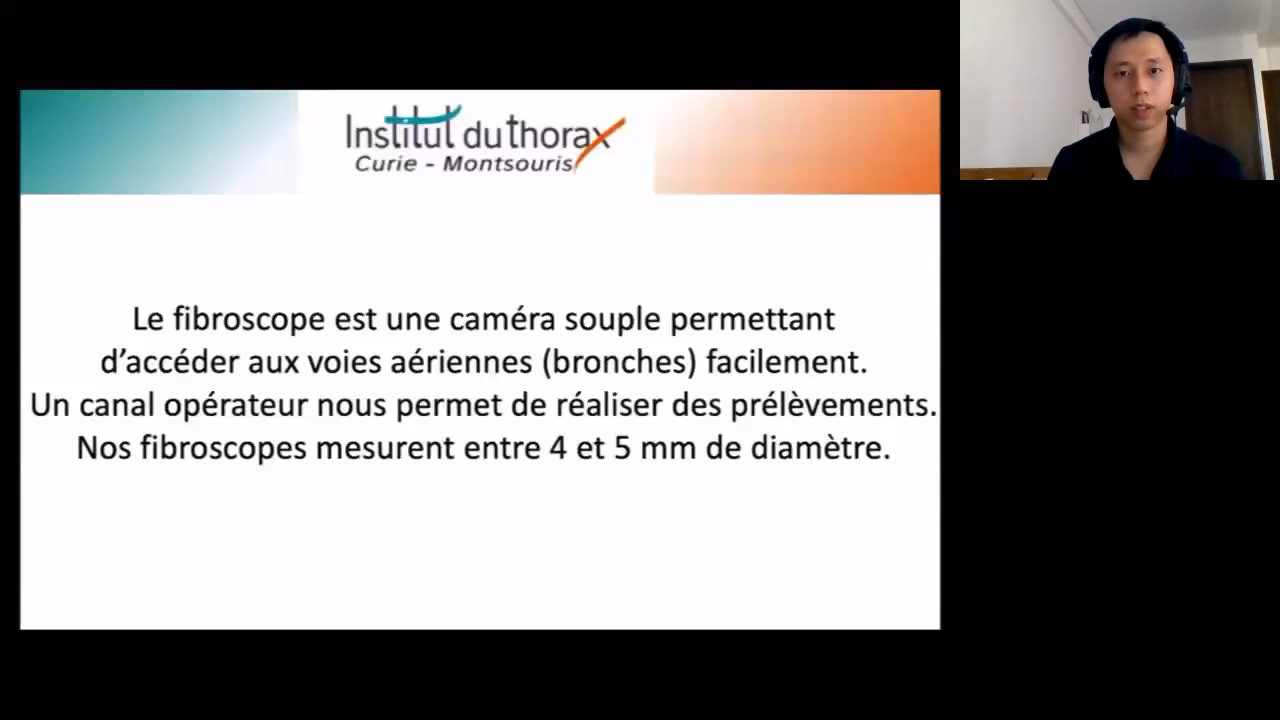 Institut du thorax
Curie - Montsouris
Le fibroscope est une caméra souple permettant
d’accéder aux voies aériennes (bronches) facilement.
Un canal opérateur nous permet de réaliser des prélèvements.
Nos fibroscopes mesurent entre 4 et 5 mm de diamètre.